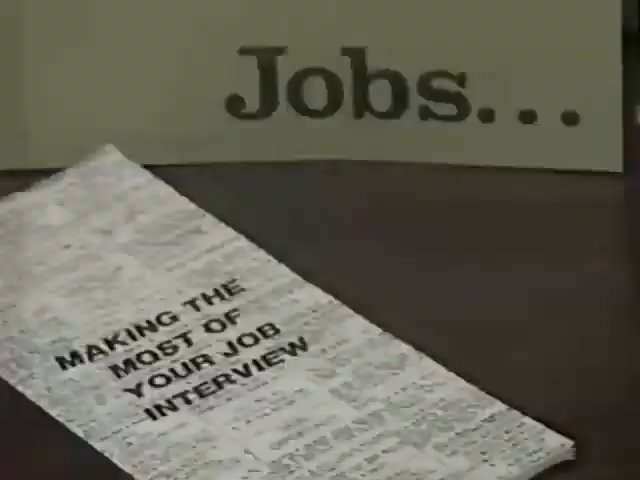 Jobs...
MAKING THE
MOST OF
YOUR JOB
INTERVIEW